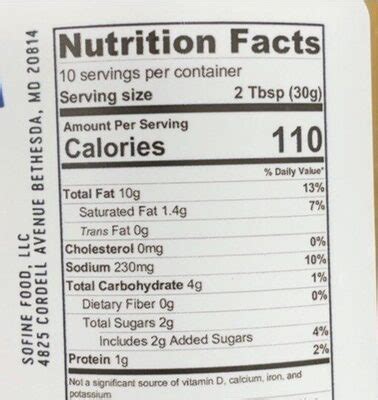 Nutrition Facts
10 servings per container
Serving size 2 Tbsp (30g)
Amount Per Serving
Calories 110
% Daily Value*
Total Fat 10g 13%
Saturated Fat 1.4g 7%
Trans Fat 0g
Cholesterol 0mg 0%
Sodium 230mg 10%
Total Carbohydrate 4g 1%
Dietary Fiber 0g 0%
Total Sugars 2g
Includes 2g Added Sugars 4%
Protein 1g 2%
Not a significant source of vitamin D, calcium, iron, and
potassium
SOFINE FOOD, LLC
4825 CORDELL AVENUE BETHESDA, MD 20814